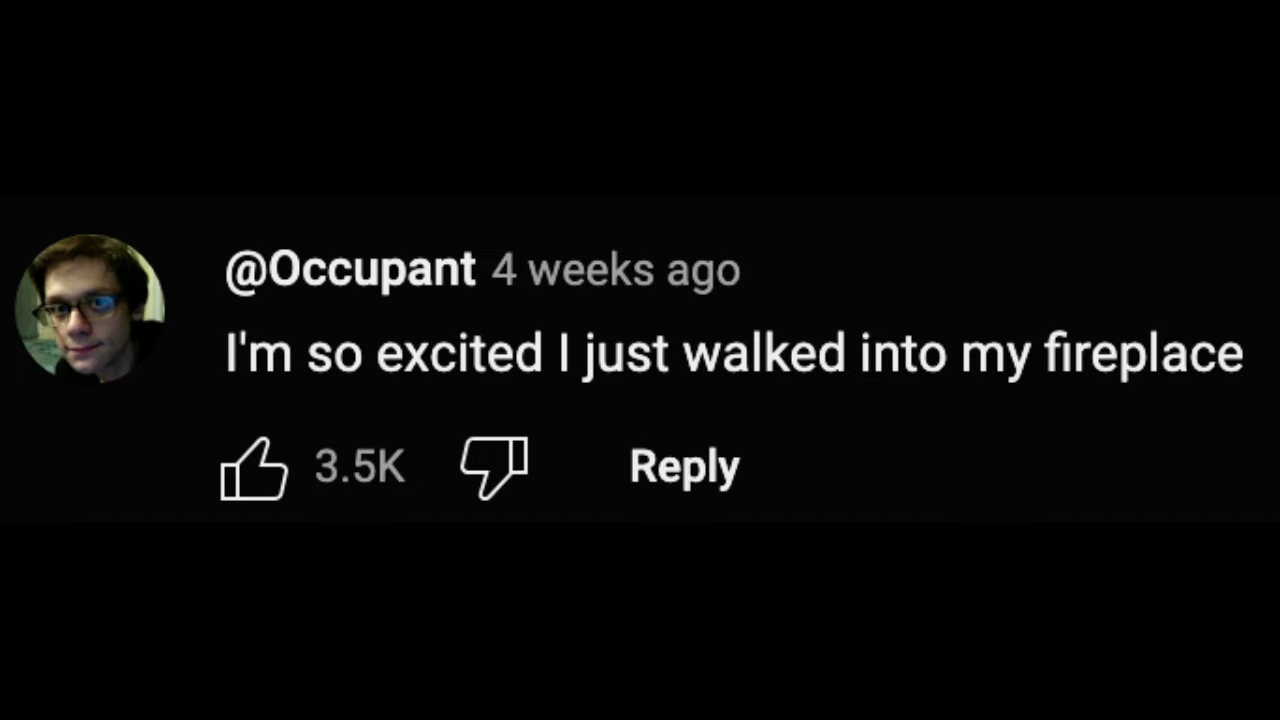 @Occupant 4 weeks ago
I'm so excited I just walked into my fireplace
3.5K Reply